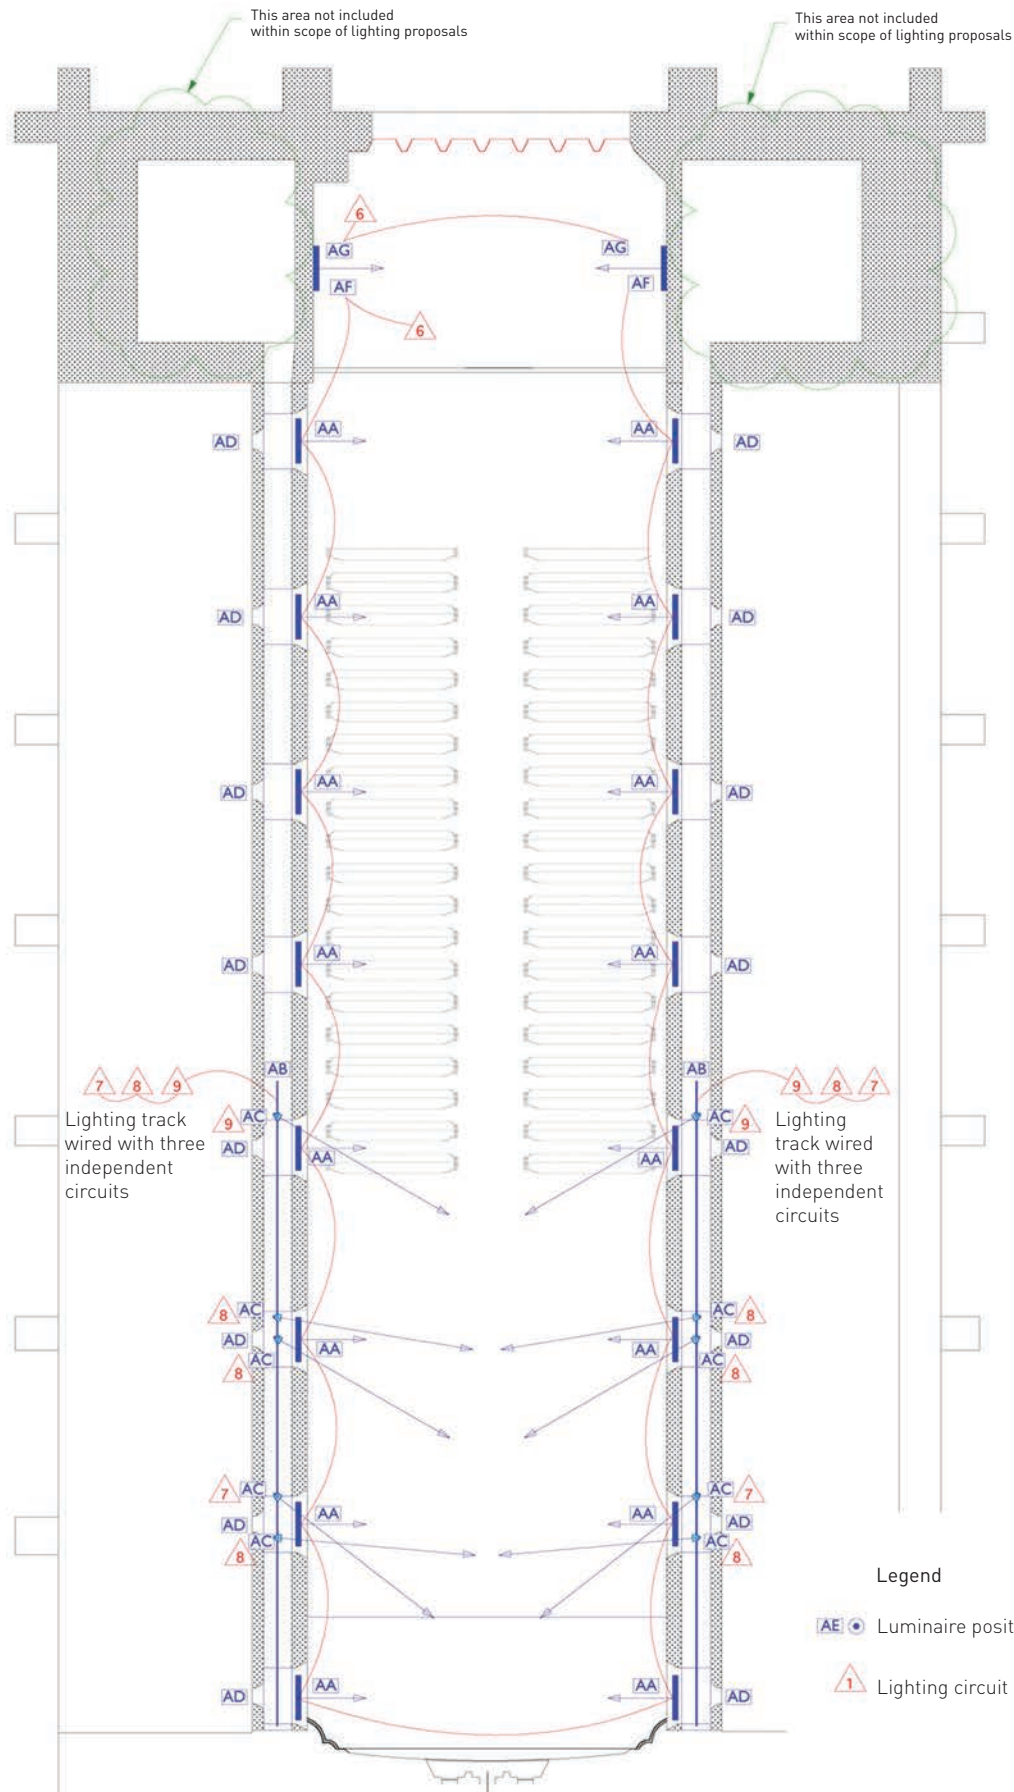 This area not included
within scope of lighting proposals
This area not included
within scope of lighting proposals
6
AG
AG
AF
AF
6
AD
AA
AA
AD
AD
AA
AA
AD
AD
AA
AA
AD
AD
AA
AA
AD
AB
AB
7 8 9
9 8 7
AC
AC
9
9
Lighting track
wired with three
independent
circuits
Lighting
track wired
with three
independent
circuits
AD
AA
AA
AD
AC
AC
8
8
AD
AA
AA
AD
AC
AC
8
8
AC
AC
7
7
AD
AA
AA
AD
AC
AC
8
8
Legend
AE Luminaire posit
1 Lighting circuit
AD
AA
AA
AD